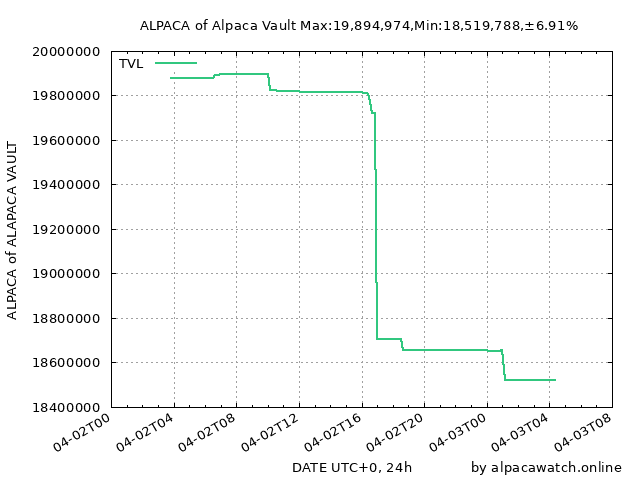 ALPACA of Alpaca Vault Max:19,894,974,Min:18,519,788,±6.91%
TVL
ALPACA of ALAPACA VAULT
20000000
19800000
19600000
19400000
19200000
19000000
18800000
18600000
18400000
04-02T00 04-02T04 04-02T08 04-02T12 04-02T16 04-02T20 04-03T00 04-03T04 04-03T08
DATE UTC+0, 24h by alpacawatch.online